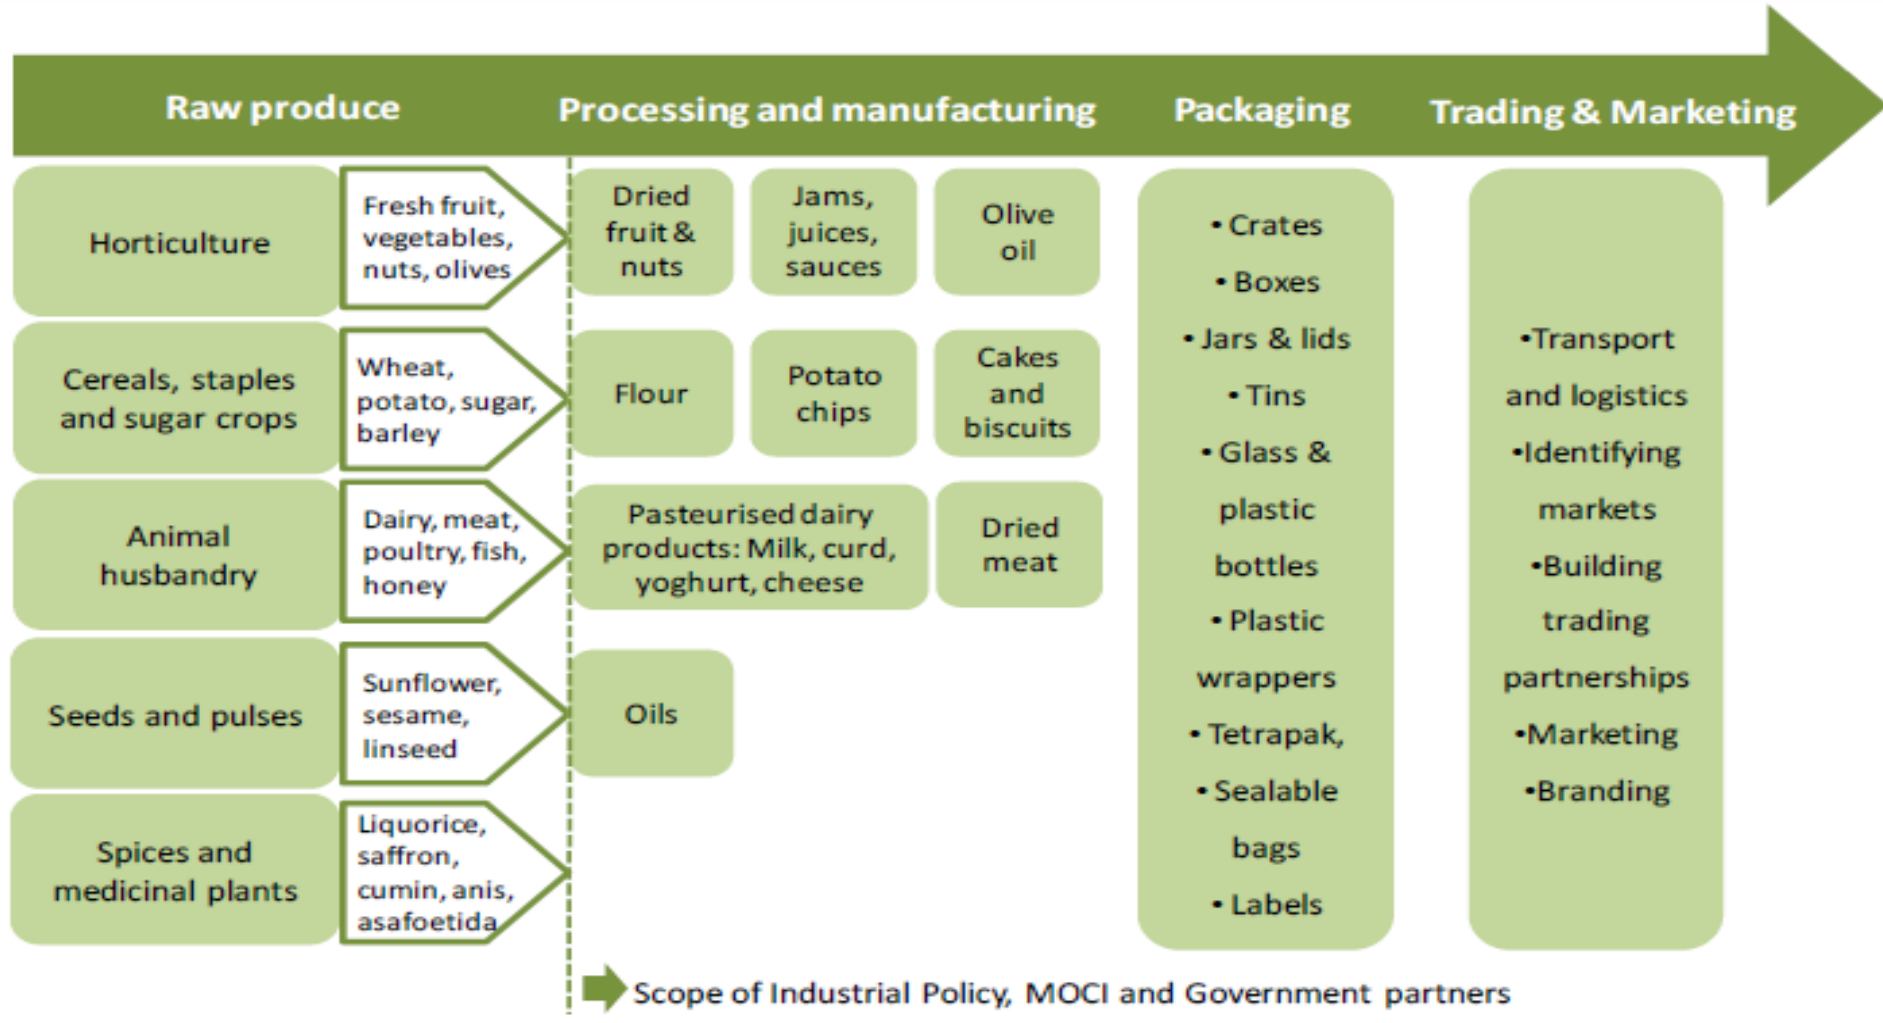 Raw produce
Processing and manufacturing
Packaging
Trading & Marketing
Horticulture
Fresh fruit,
vegetables,
nuts, olives
Dried
fruit &
nuts
Jams,
juices,
sauces
Olive
oil
Cereals, staples
and sugar crops
Wheat,
potato, sugar,
barley
Flour
Potato
chips
Cakes
and
biscuits
Animal
husbandry
Dairy, meat,
poultry, fish,
honey
Pasteurised dairy
products: Milk, curd,
yoghurt, cheese
Dried
meat
Seeds and pulses
Sunflower,
sesame,
linseed
Oils
Spices and
medicinal plants
Liquorice,
saffron,
cumin, anis,
asafoetida
• Crates
• Boxes
• Jars & lids
• Tins
• Glass &
plastic
bottles
• Plastic
wrappers
• Tetrapak,
• Sealable
bags
• Labels
•Transport
and logistics
•Identifying
markets
•Building
trading
partnerships
•Marketing
•Branding
Scope of Industrial Policy, MOCI and Government partners